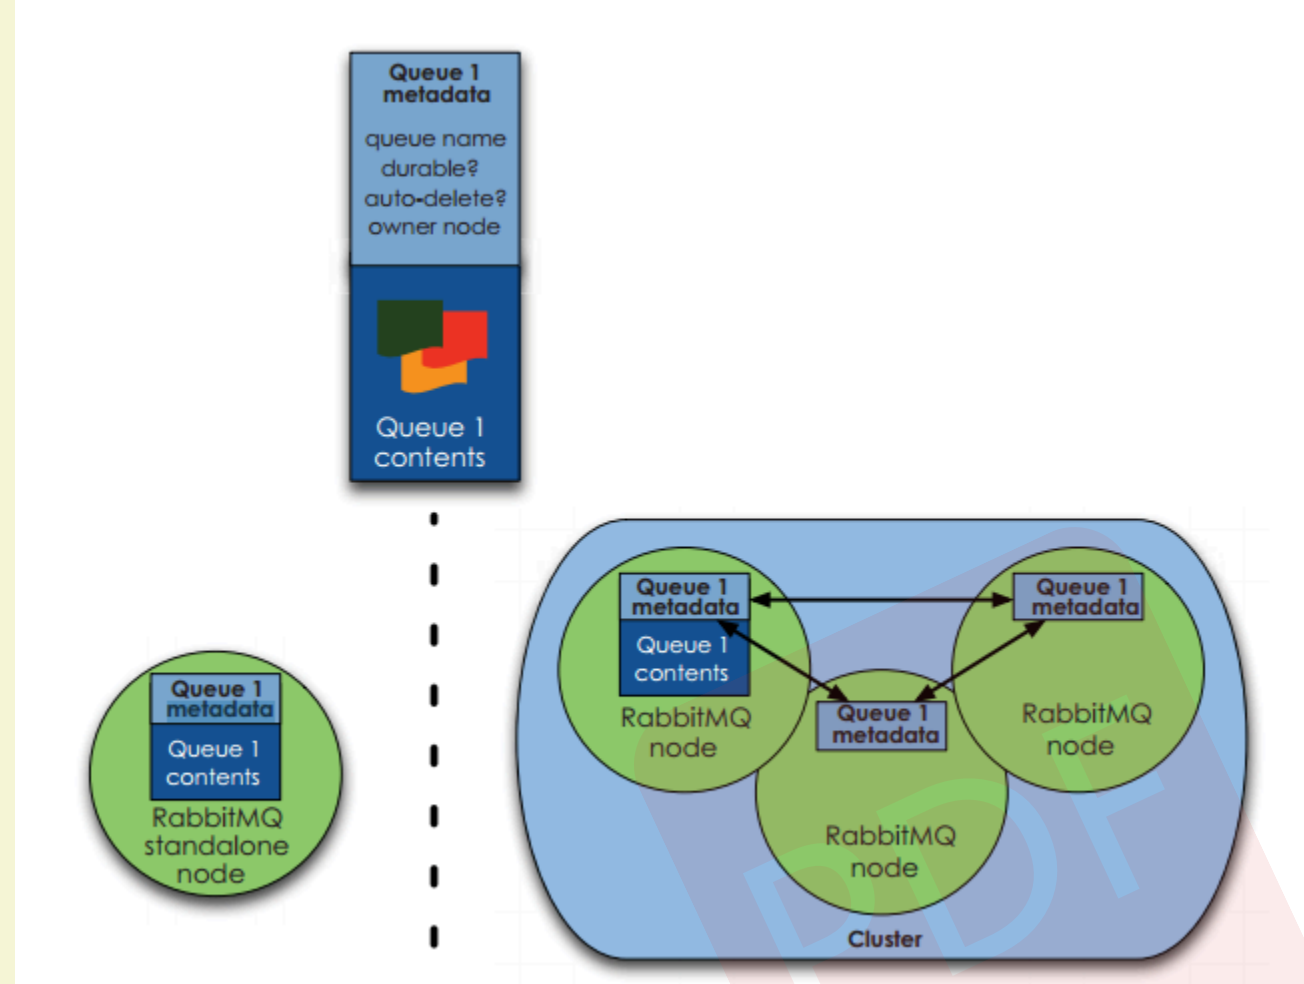 Queue 1
metadata
queue name
durable?
auto-delete?
owner node
Queue 1
contents
Queue 1
metadata
Queue 1
contents
RabbitMQ
standalone
node
Queue 1
metadata
Queue 1
contents
RabbitMQ
node
Queue 1
metadata
RabbitMQ
node
Queue 1
metadata
RabbitMQ
node
Cluster
PDF